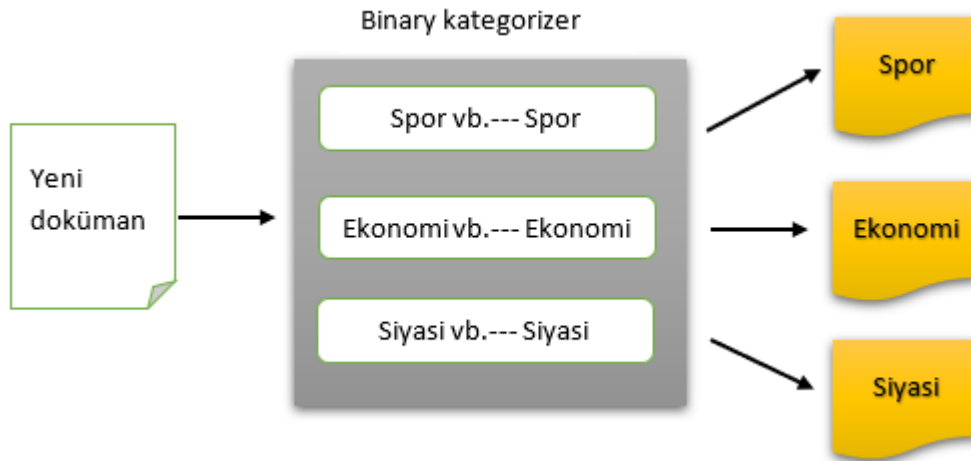 Binary kategorizer
Yeni
doküman
Spor vb.--- Spor
Ekonomi vb.--- Ekonomi
Siyasi vb.--- Siyasi
Spor
Ekonomi
Siyasi